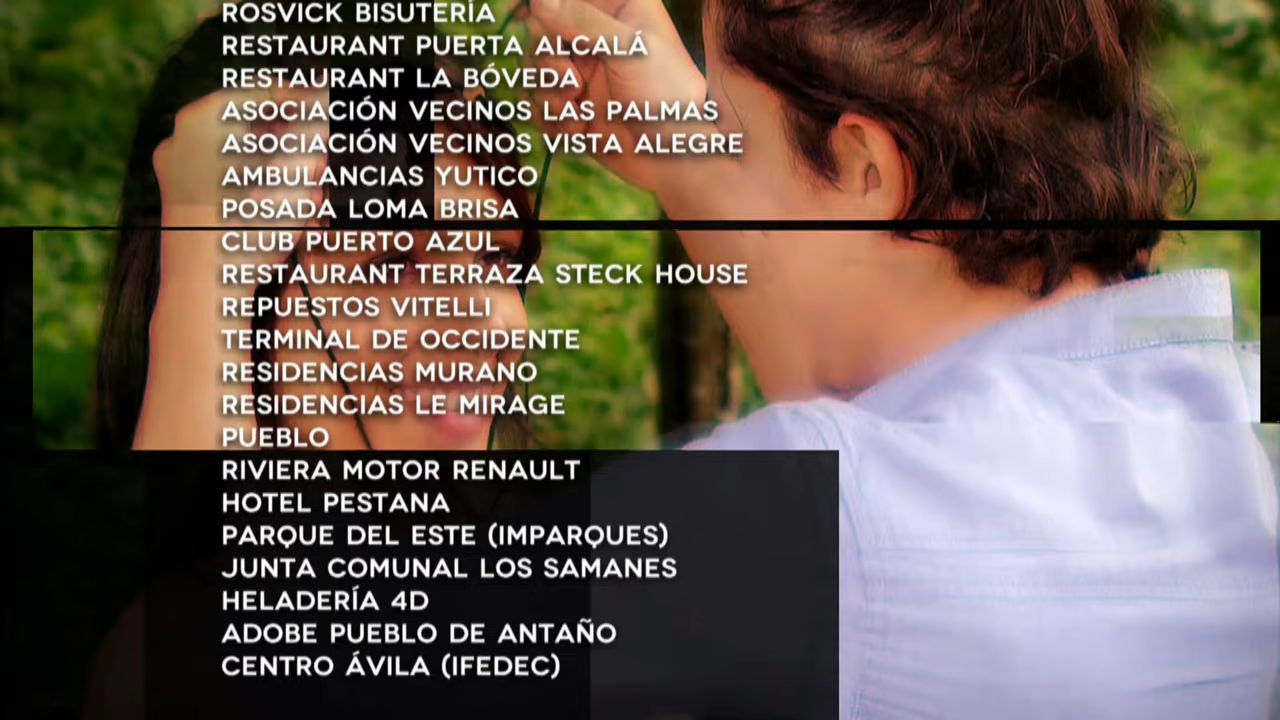 ROSVICK BISUTERÍA
RESTAURANT PUERTA ALCALÁ
RESTAURANT LA BÓVEDA
ASOCIACIÓN VECINOS LAS PALMAS
ASOCIACIÓN VECINOS VISTA ALEGRE
AMBULANCIAS YUTICO
POSADA LOMA BRISA
CLUB PUERTO AZUL
RESTAURANT TERRAZA STECK HOUSE
REPUESTOS VITELLI
TERMINAL DE OCCIDENTE
RESIDENCIAS MURANO
RESIDENCIAS LE MIRAGE
PUEBLO
RIVIERA MOTOR RENAULT
HOTEL PESTANA
PARQUE DEL ESTE (IMPARQUES)
JUNTA COMUNAL LOS SAMANES
HELADERÍA 4D
ADOBE PUEBLO DE ANTAÑO
CENTRO ÁVILA (IFEDEC)